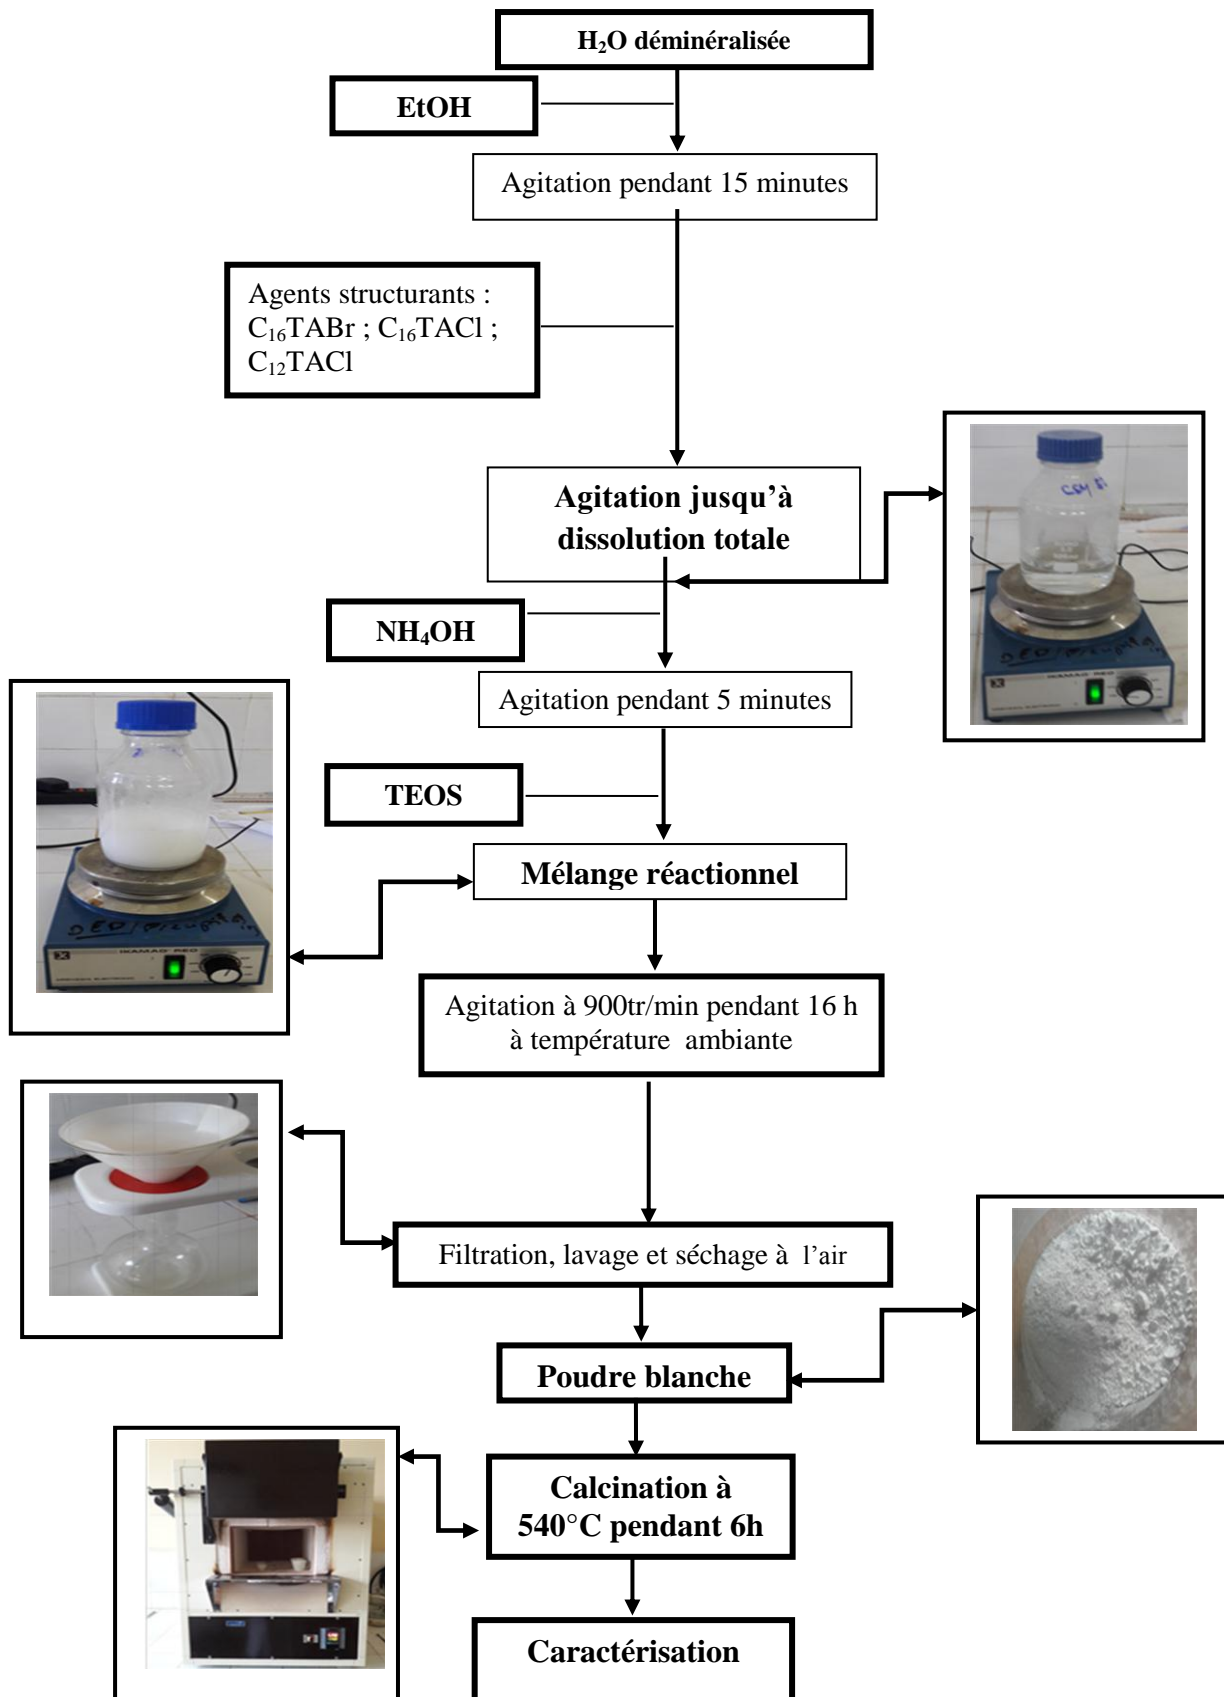 H₂O déminéralisée
EtOH
Agitation pendant 15 minutes
Agents structurants :
C₁₆TABr ; C₁₆TACl ;
C₁₂TACl
Agitation jusqu’à
dissolution totale
NH₄OH
Agitation pendant 5 minutes
TEOS
Mélange réactionnel
IKAMAG REO
Agitation à 900tr/min pendant 16 h
à température ambiante
Filtration, lavage et séchage à l’air
Poudre blanche
Calcination à
540°C pendant 6h
Caractérisation